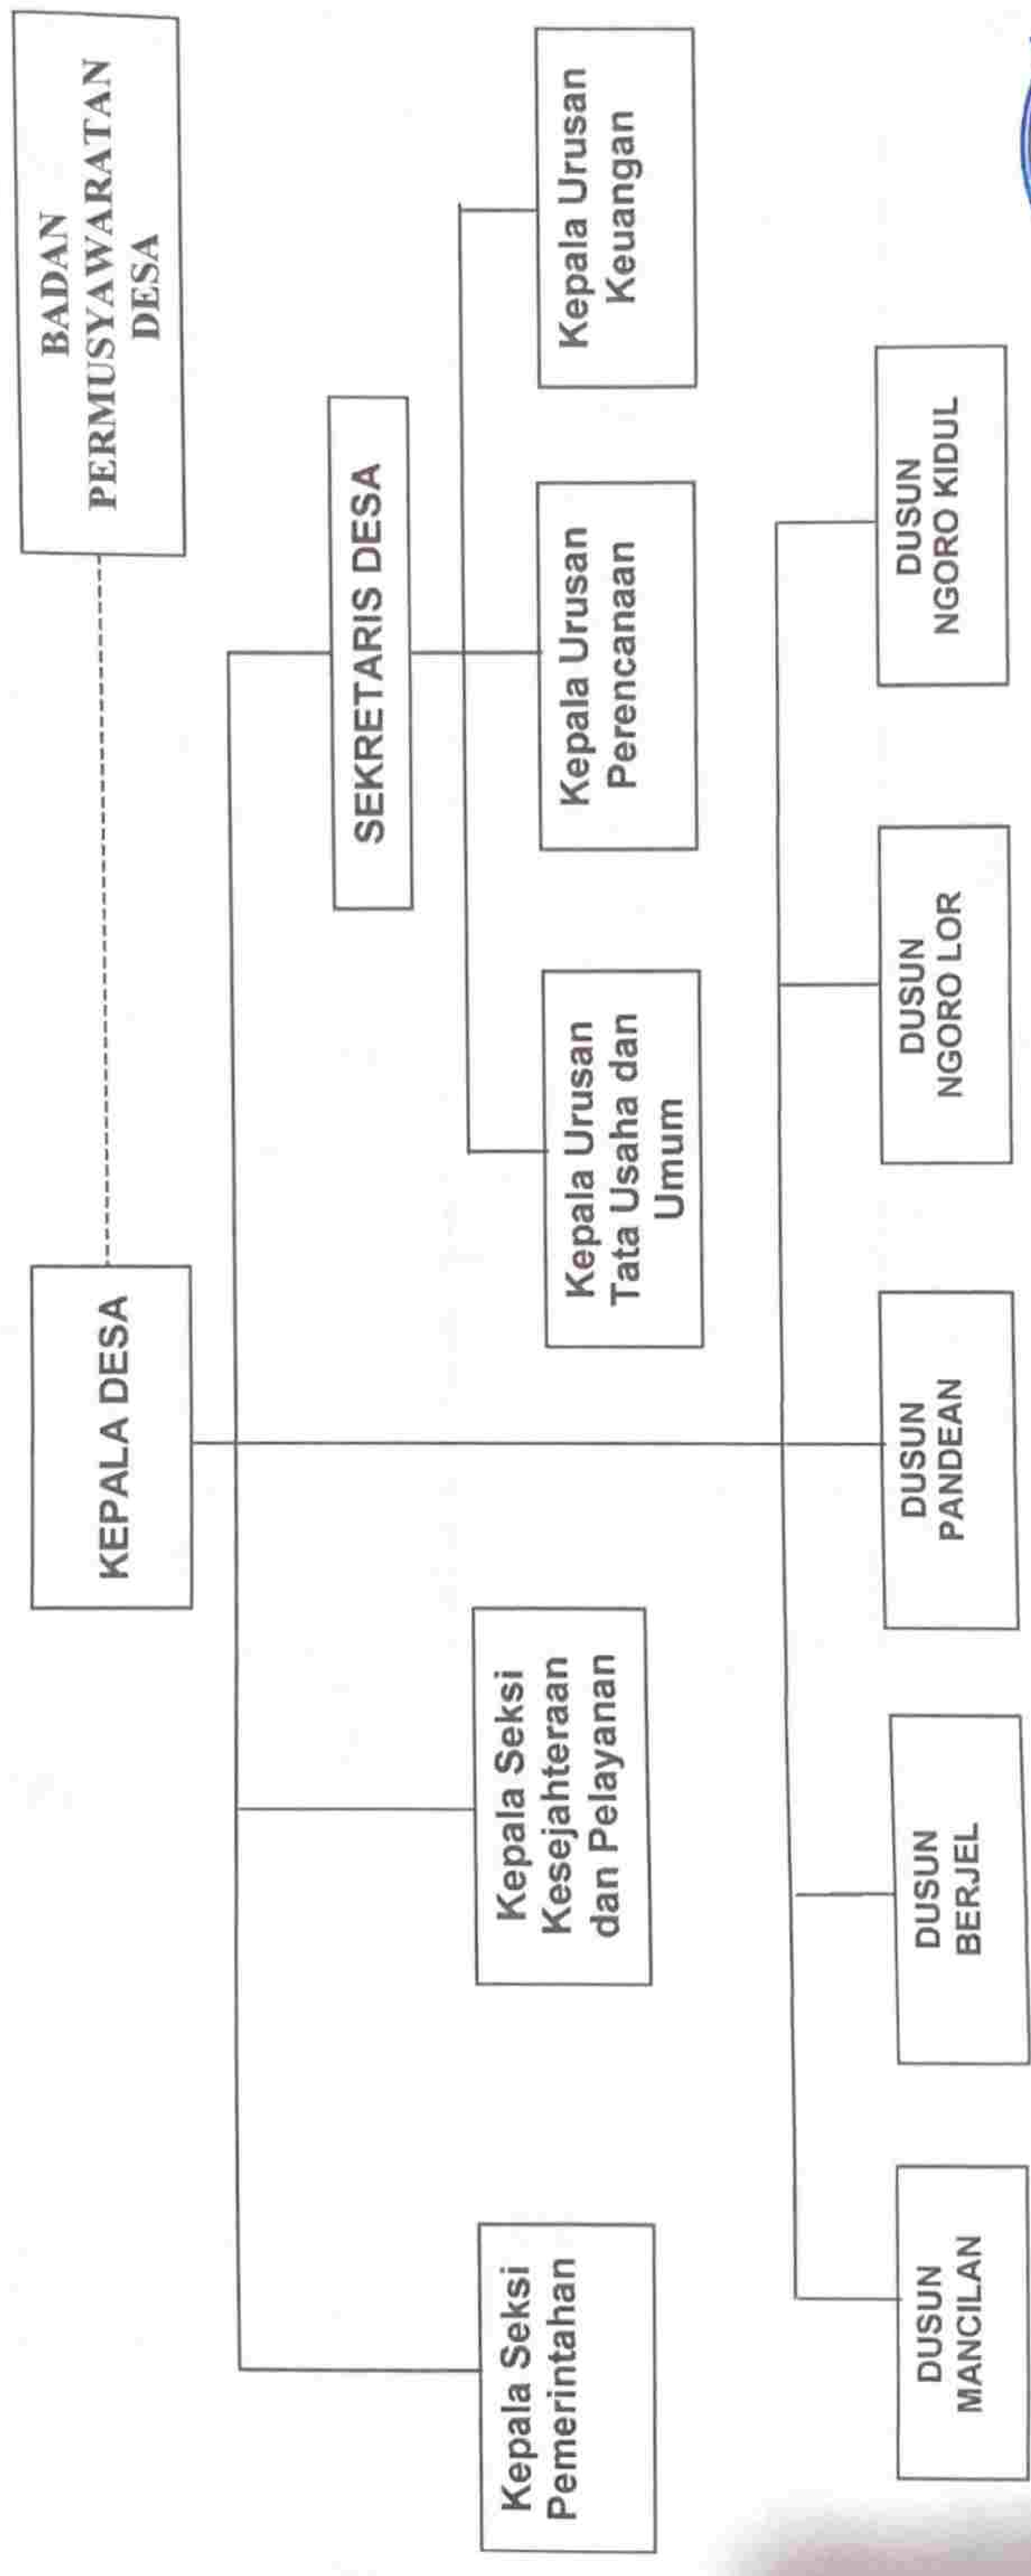 BADAN
PERMUSYAWARATAN
DESA
KEPALA DESA
SEKRETARIS DESA
Kepala Seksi
Pemerintahan
Kepala Seksi
Kesejahteraan
dan Pelayanan
Kepala Urusan
Tata Usaha dan
Umum
Kepala Urusan
Perencanaan
Kepala Urusan
Keuangan
DUSUN
MANCILAN
DUSUN
BERJEL
DUSUN
PANDEAN
DUSUN
NGORO LOR
DUSUN
NGORO KIDUL